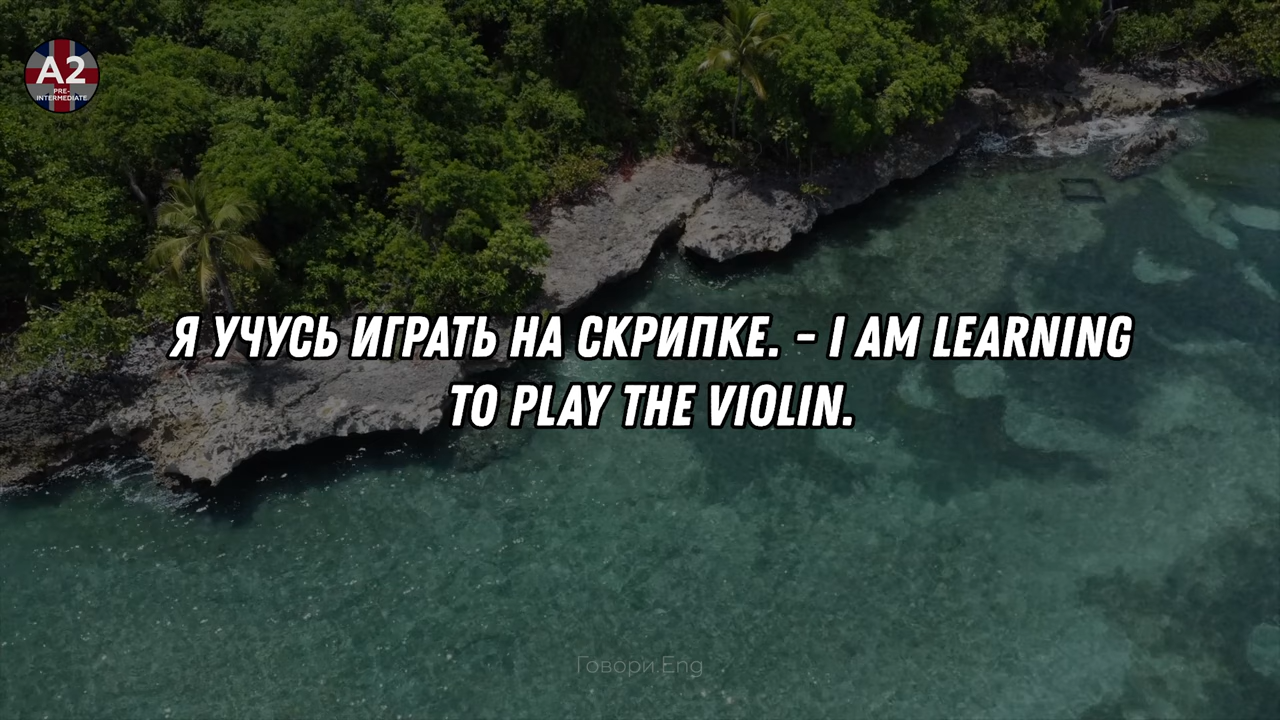 A2
PRE-
INTERMEDIATE
Я УЧУСЬ ИГРАТЬ НА СКРИПКЕ. - I AM LEARNING
TO PLAY THE VIOLIN.
Говори.Eng